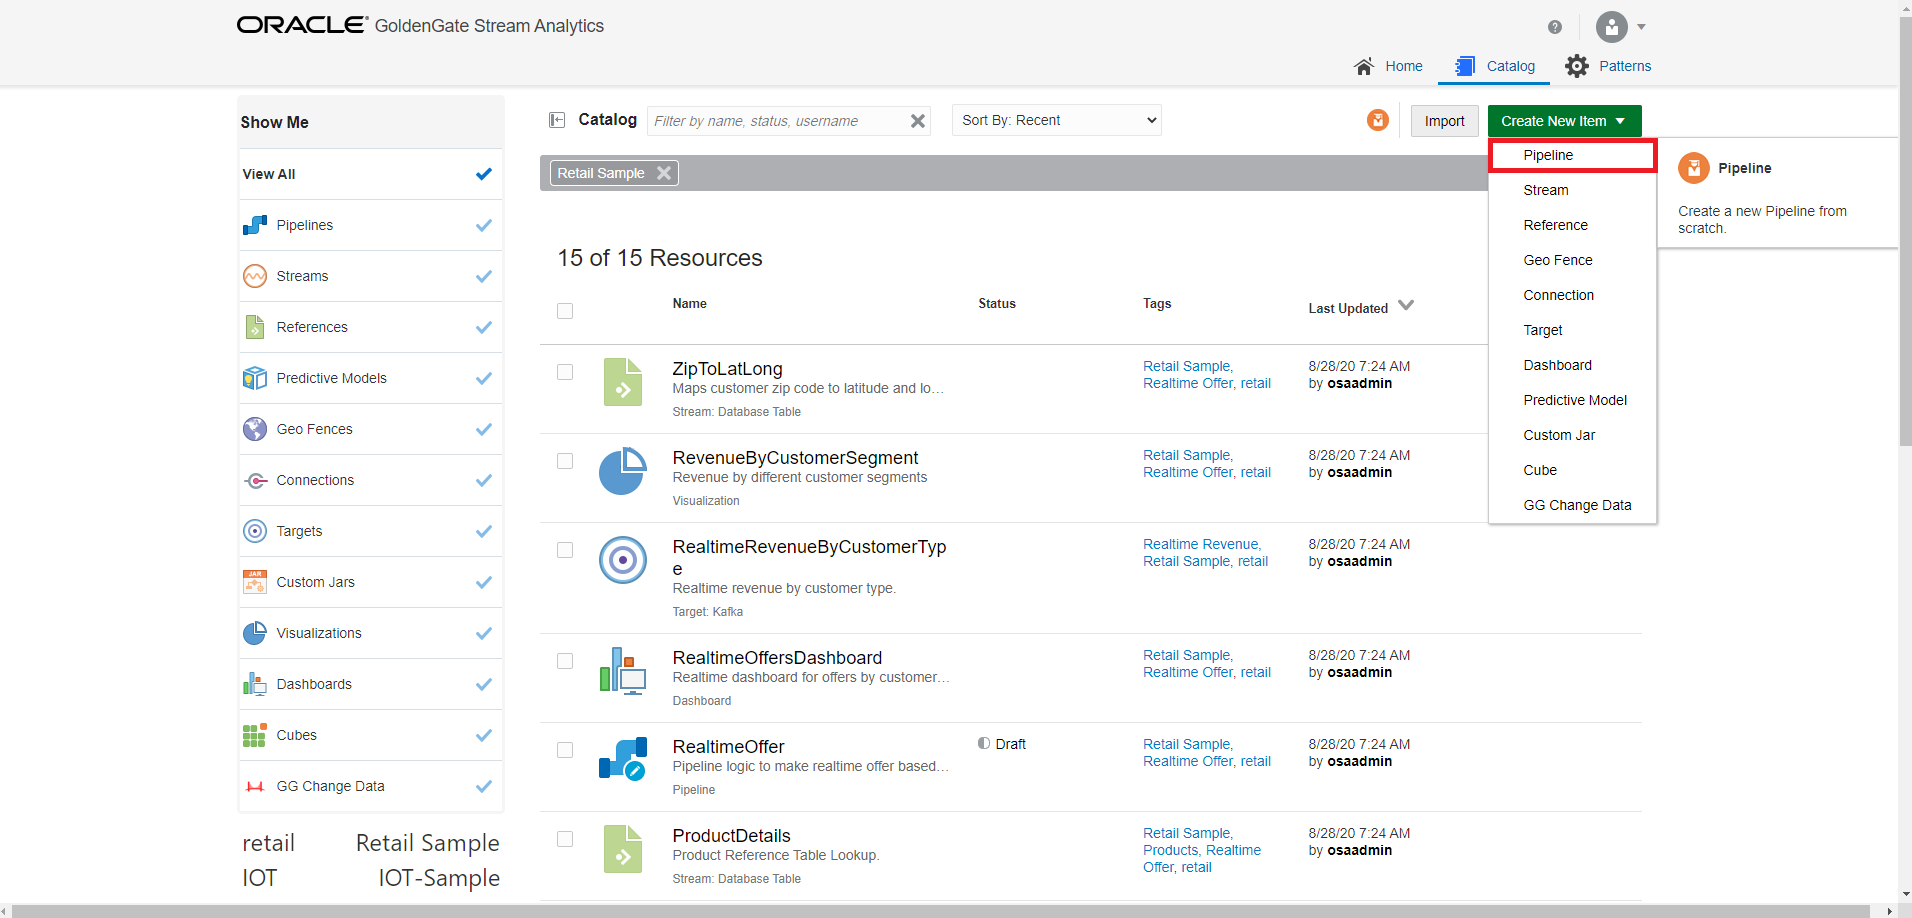 ORACLE® GoldenGate Stream Analytics
?
Home
Catalog
Patterns
Show Me
View All
Pipelines
Streams
References
Predictive Models
Geo Fences
Connections
Targets
JAR
Custom Jars
Visualizations
Dashboards
Cubes
GG Change Data
retail
Retail Sample
IOT
IOT-Sample
Catalog
Filter by name, status, username
Sort By: Recent
Import
Create New Item
Retail Sample
Pipeline
Stream
Reference
Geo Fence
Connection
Target
Dashboard
Predictive Model
Custom Jar
Cube
GG Change Data
Pipeline
Create a new Pipeline from
scratch.
15 of 15 Resources
Name
Status
Tags
Last Updated
ZipToLatLong
Maps customer zip code to latitude and lo…
Stream: Database Table
Retail Sample,
Realtime Offer, retail
8/28/20 7:24 AM
by osaadmin
RevenueByCustomerSegment
Revenue by different customer segments
Visualization
Retail Sample,
Realtime Offer, retail
8/28/20 7:24 AM
by osaadmin
RealtimeRevenueByCustomerTyp
e
Realtime revenue by customer type.
Target: Kafka
Realtime Revenue,
Retail Sample, retail
8/28/20 7:24 AM
by osaadmin
RealtimeOffersDashboard
Realtime dashboard for offers by customer…
Dashboard
Retail Sample,
Realtime Offer, retail
8/28/20 7:24 AM
by osaadmin
RealtimeOffer
Pipeline logic to make realtime offer based…
Pipeline
Draft
Retail Sample,
Realtime Offer, retail
8/28/20 7:24 AM
by osaadmin
ProductDetails
Product Reference Table Lookup.
Stream: Database Table
Retail Sample,
Products, Realtime
Offer, retail
8/28/20 7:24 AM
by osaadmin